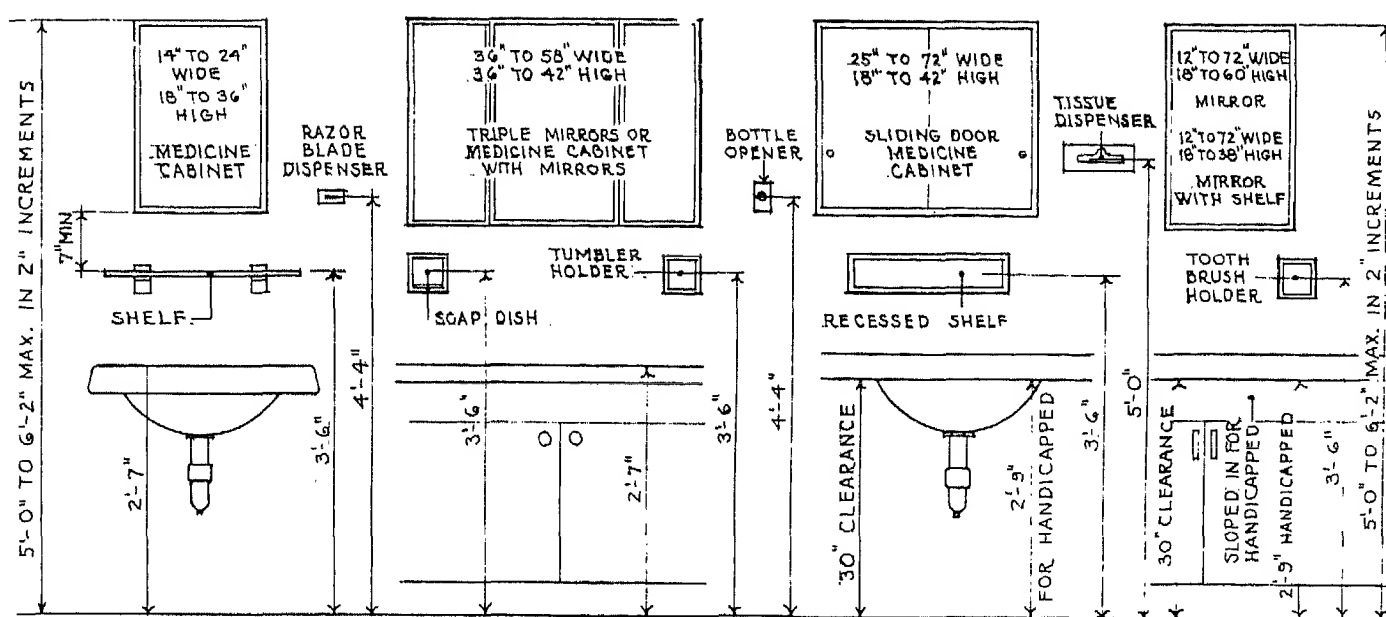 5'-0" TO 6'-2" MAX. IN 2" INCREMENTS
14" TO 24"
WIDE
18" TO 36"
HIGH
MEDICINE
CABINET
7" MIN
SHELF
2'-7"
3'-6"
RAZOR
BLADE
DISPENSER
4'-4"
36" TO 58" WIDE
36" TO 42" HIGH
TRIPLE MIRRORS OR
MEDICINE CABINET
WITH MIRRORS
SOAP DISH
TUMBLER
HOLDER
3'-6"
2'-7"
3'-6"
BOTTLE
OPENER
4'-4"
25" TO 72" WIDE
18" TO 42" HIGH
SLIDING DOOR
MEDICINE
CABINET
RECESSED SHELF
30" CLEARANCE
2'-9"
FOR HANDICAPPED
3'-6"
TISSUE
DISPENSER
5'-0"
12" TO 72" WIDE
18" TO 60" HIGH
MIRROR
12" TO 72" WIDE
18" TO 38" HIGH
MIRROR
WITH SHELF
TOOTH
BRUSH
HOLDER
30" CLEARANCE
SLOPED IN FOR
HANDICAPPED
2'-9" HANDICAPPED
3'-6"
5'-0" TO 6'-2" MAX. IN 2" INCREMENTS